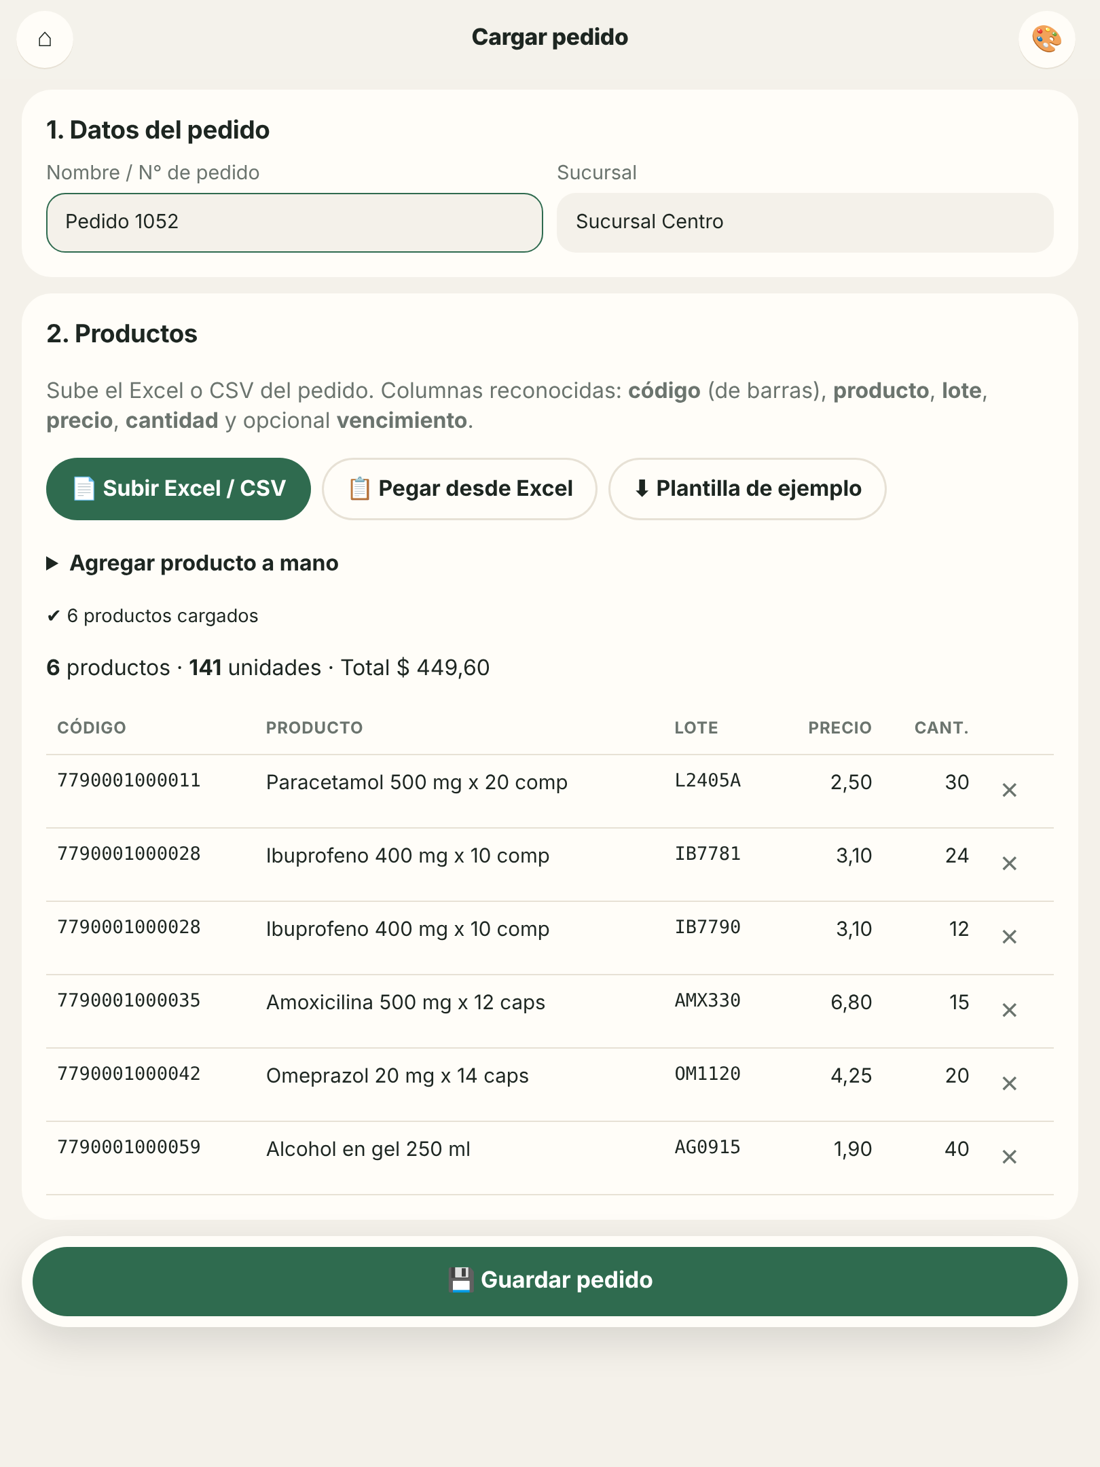 Cargar pedido
1. Datos del pedido
Nombre / N° de pedido
Sucursal
Pedido 1052
Sucursal Centro
2. Productos
Sube el Excel o CSV del pedido. Columnas reconocidas: código (de barras), producto, lote,
precio, cantidad y opcional vencimiento.
Subir Excel / CSV
Pegar desde Excel
Plantilla de ejemplo
Agregar producto a mano
✔ 6 productos cargados
6 productos · 141 unidades · Total $ 449,60
CÓDIGO PRODUCTO LOTE PRECIO CANT.
7790001000011 Paracetamol 500 mg x 20 comp L2405A 2,50 30 ✕
7790001000028 Ibuprofeno 400 mg x 10 comp IB7781 3,10 24 ✕
7790001000028 Ibuprofeno 400 mg x 10 comp IB7790 3,10 12 ✕
7790001000035 Amoxicilina 500 mg x 12 caps AMX330 6,80 15 ✕
7790001000042 Omeprazol 20 mg x 14 caps OM1120 4,25 20 ✕
7790001000059 Alcohol en gel 250 ml AG0915 1,90 40 ✕
Guardar pedido